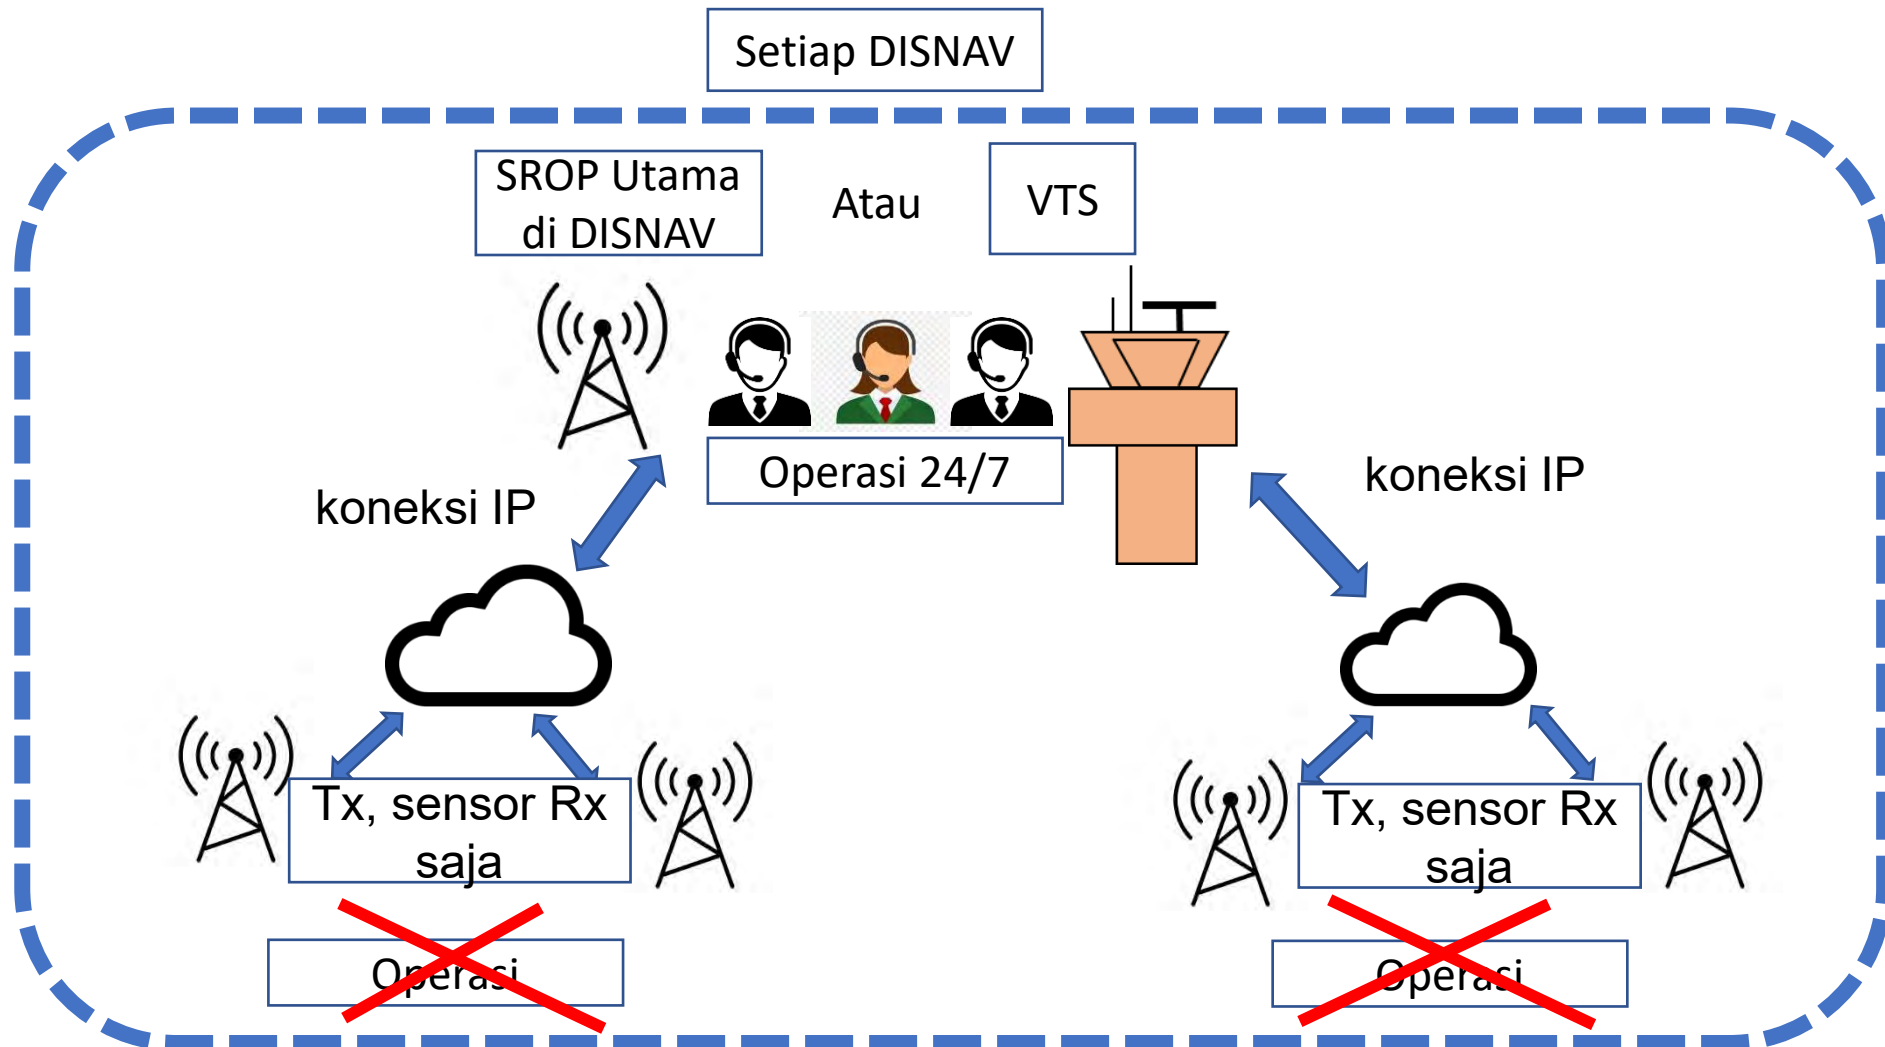 Setiap DISNAV
SROP Utama
di DISNAV
Atau
VTS
Operasi 24/7
koneksi IP
koneksi IP
Tx, sensor Rx
saja
Tx, sensor Rx
saja
Operasi
Operasi